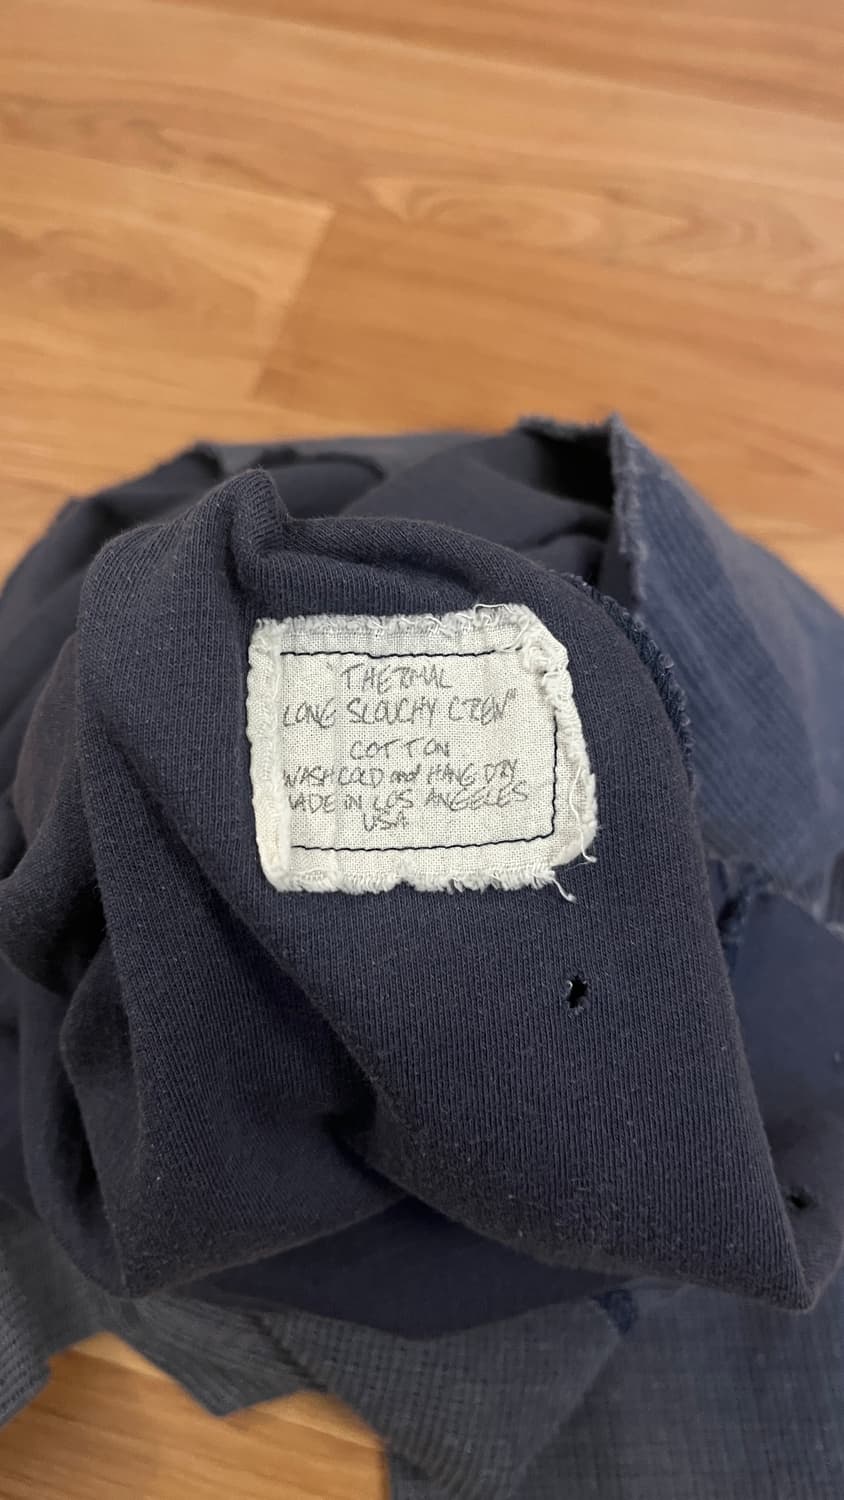 "THERMAL
LONG SLOUCHY CREW"
COTTON
WASH COLD and HANG DRY
MADE IN LOS ANGELES
USA